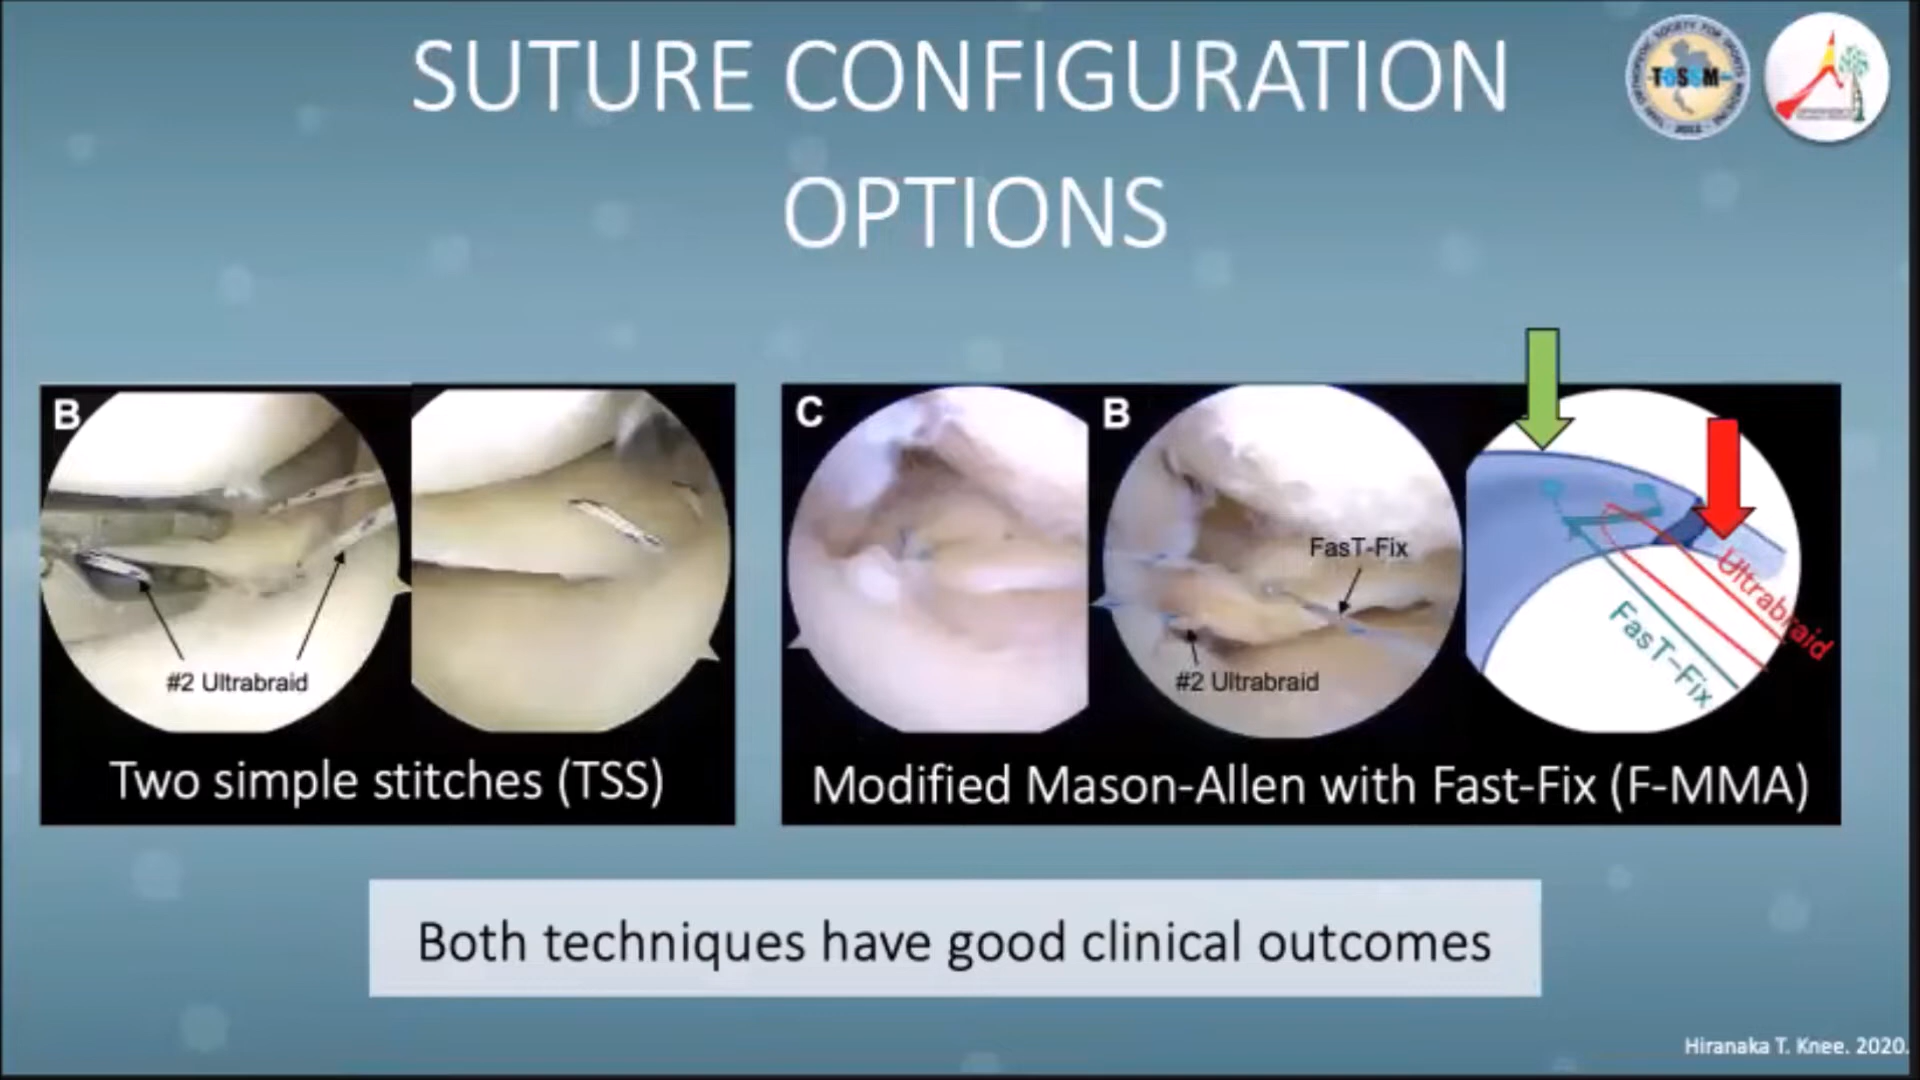 SUTURE CONFIGURATION
OPTIONS
TOSSM
B
#2 Ultrabraid
Two simple stitches (TSS)
C
B
FasT-Fix
#2 Ultrabraid
Ultrabraid
FasT-Fix
Modified Mason-Allen with Fast-Fix (F-MMA)
Both techniques have good clinical outcomes
Hiranaka T. Knee. 2020.